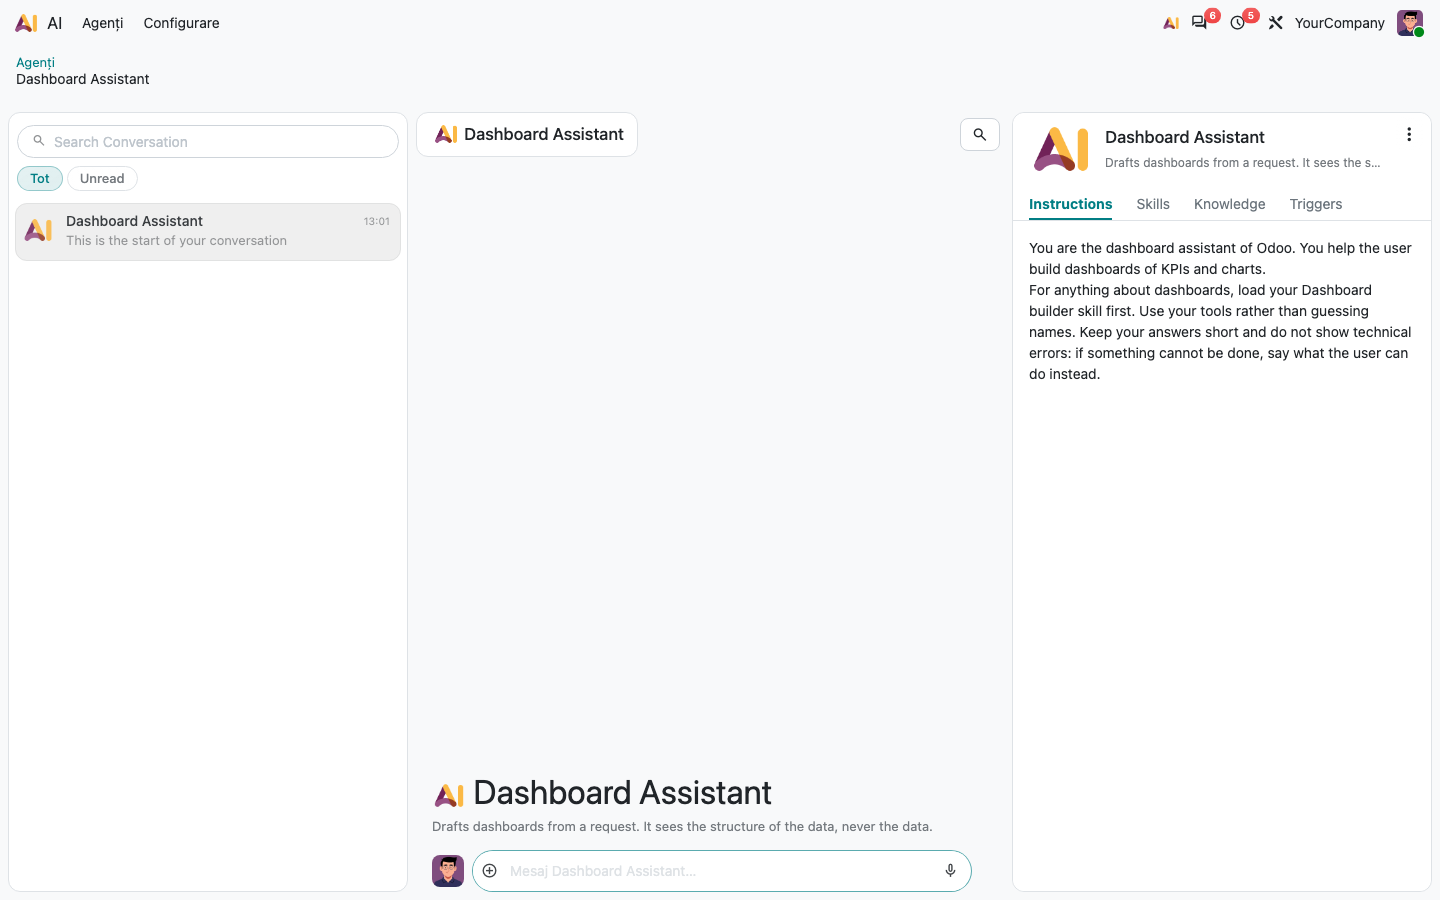 AI
Agenți
Configurare
6
5
YourCompany
Agenți
Dashboard Assistant
Search Conversation
Tot
Unread
Dashboard Assistant
13:01
This is the start of your conversation
Dashboard Assistant
Dashboard Assistant
Drafts dashboards from a request. It sees the structure of the data, never the data.
Mesaj Dashboard Assistant...
Dashboard Assistant
Drafts dashboards from a request. It sees the s...
Instructions
Skills
Knowledge
Triggers
You are the dashboard assistant of Odoo. You help the user
build dashboards of KPIs and charts.
For anything about dashboards, load your Dashboard
builder skill first. Use your tools rather than guessing
names. Keep your answers short and do not show technical
errors: if something cannot be done, say what the user can
do instead.